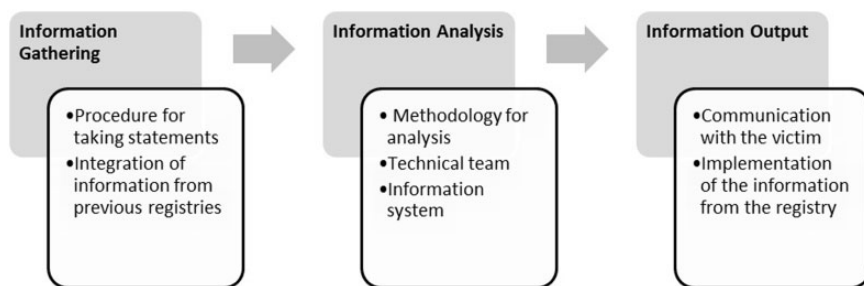 Information
Gathering
•Procedure for
taking statements
•Integration of
information from
previous registries
Information Analysis
• Methodology for
analysis
•Technical team
•Information
system
Information Output
•Communication
with the victim
•Implementation
of the information
from the registry